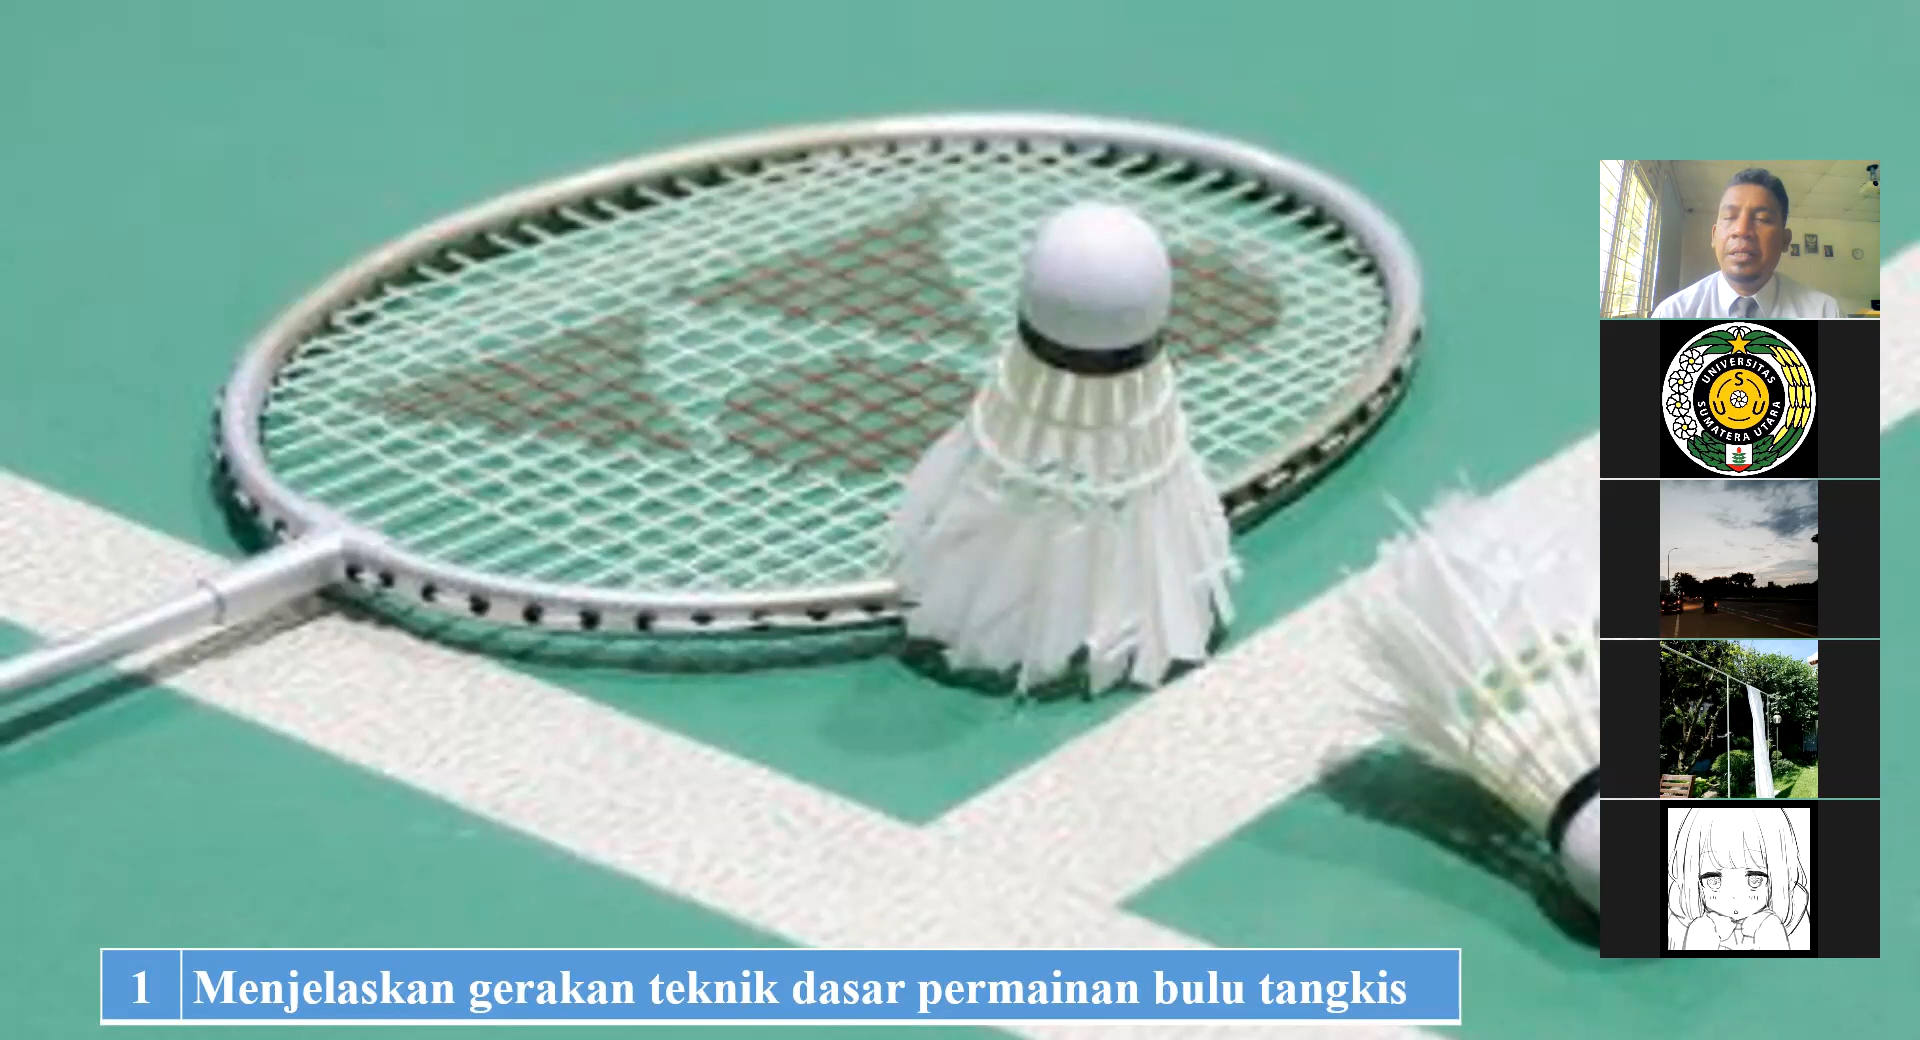 UNIVERSITAS
S
U U
SUMATERA UTARA
1 Menjelaskan gerakan teknik dasar permainan bulu tangkis